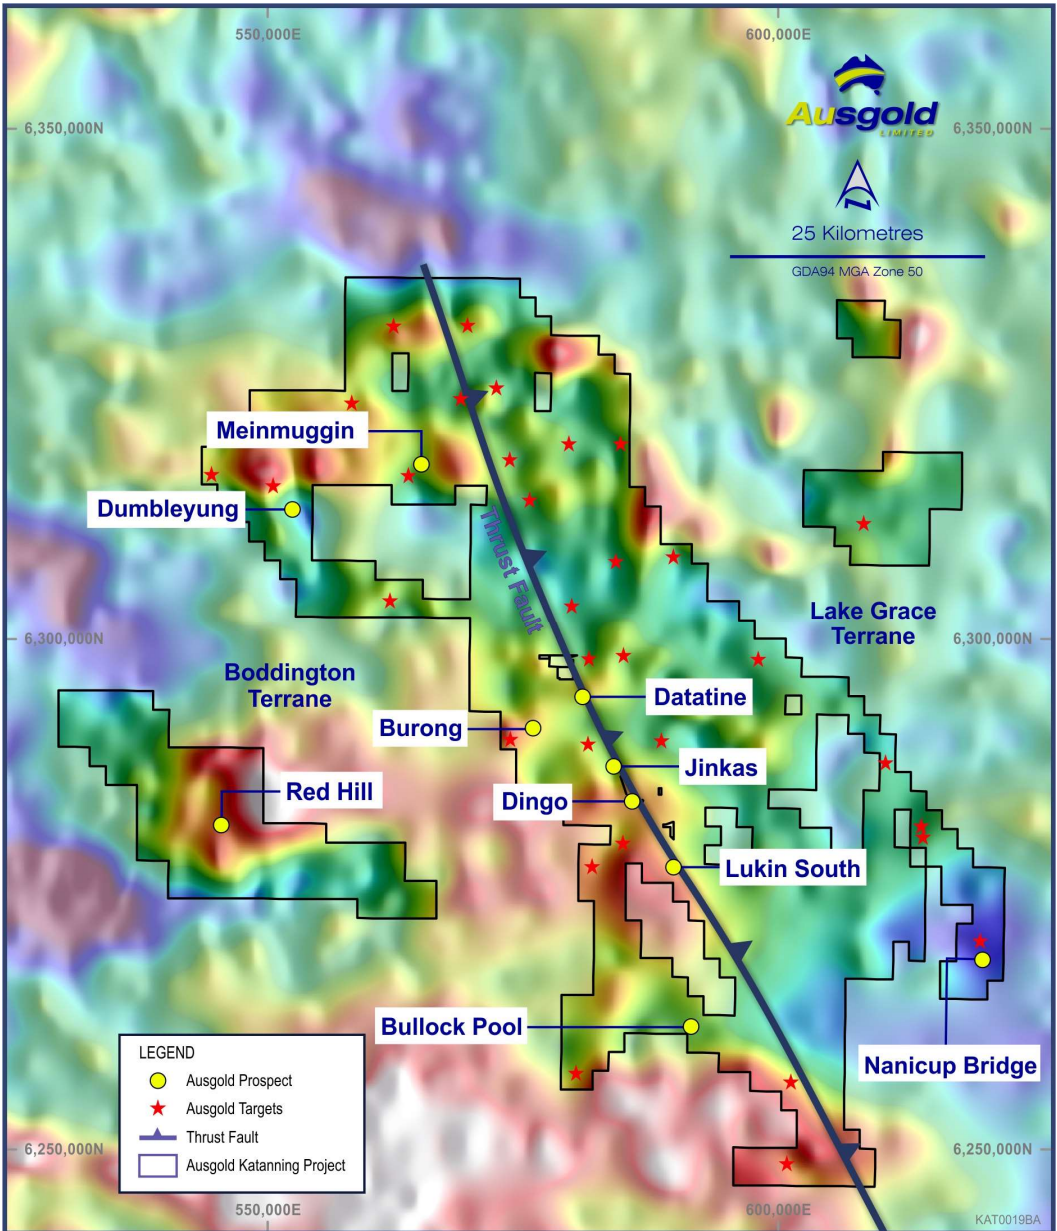 550,000E
600,000E
6,350,000N
Ausgold
LIMITED
6,350,000N
N
25 Kilometres
GDA94 MGA Zone 50
Meinmuggin
Dumbleyung
Thrust Fault
Lake Grace
Terrane
6,300,000N
6,300,000N
Boddington
Terrane
Datatine
Burong
Jinkas
Red Hill
Dingo
Lukin South
Bullock Pool
Nanicup Bridge
LEGEND
Ausgold Prospect
Ausgold Targets
Thrust Fault
Ausgold Katanning Project
6,250,000N
6,250,000N
550,000E
600,000E
KAT0019BA